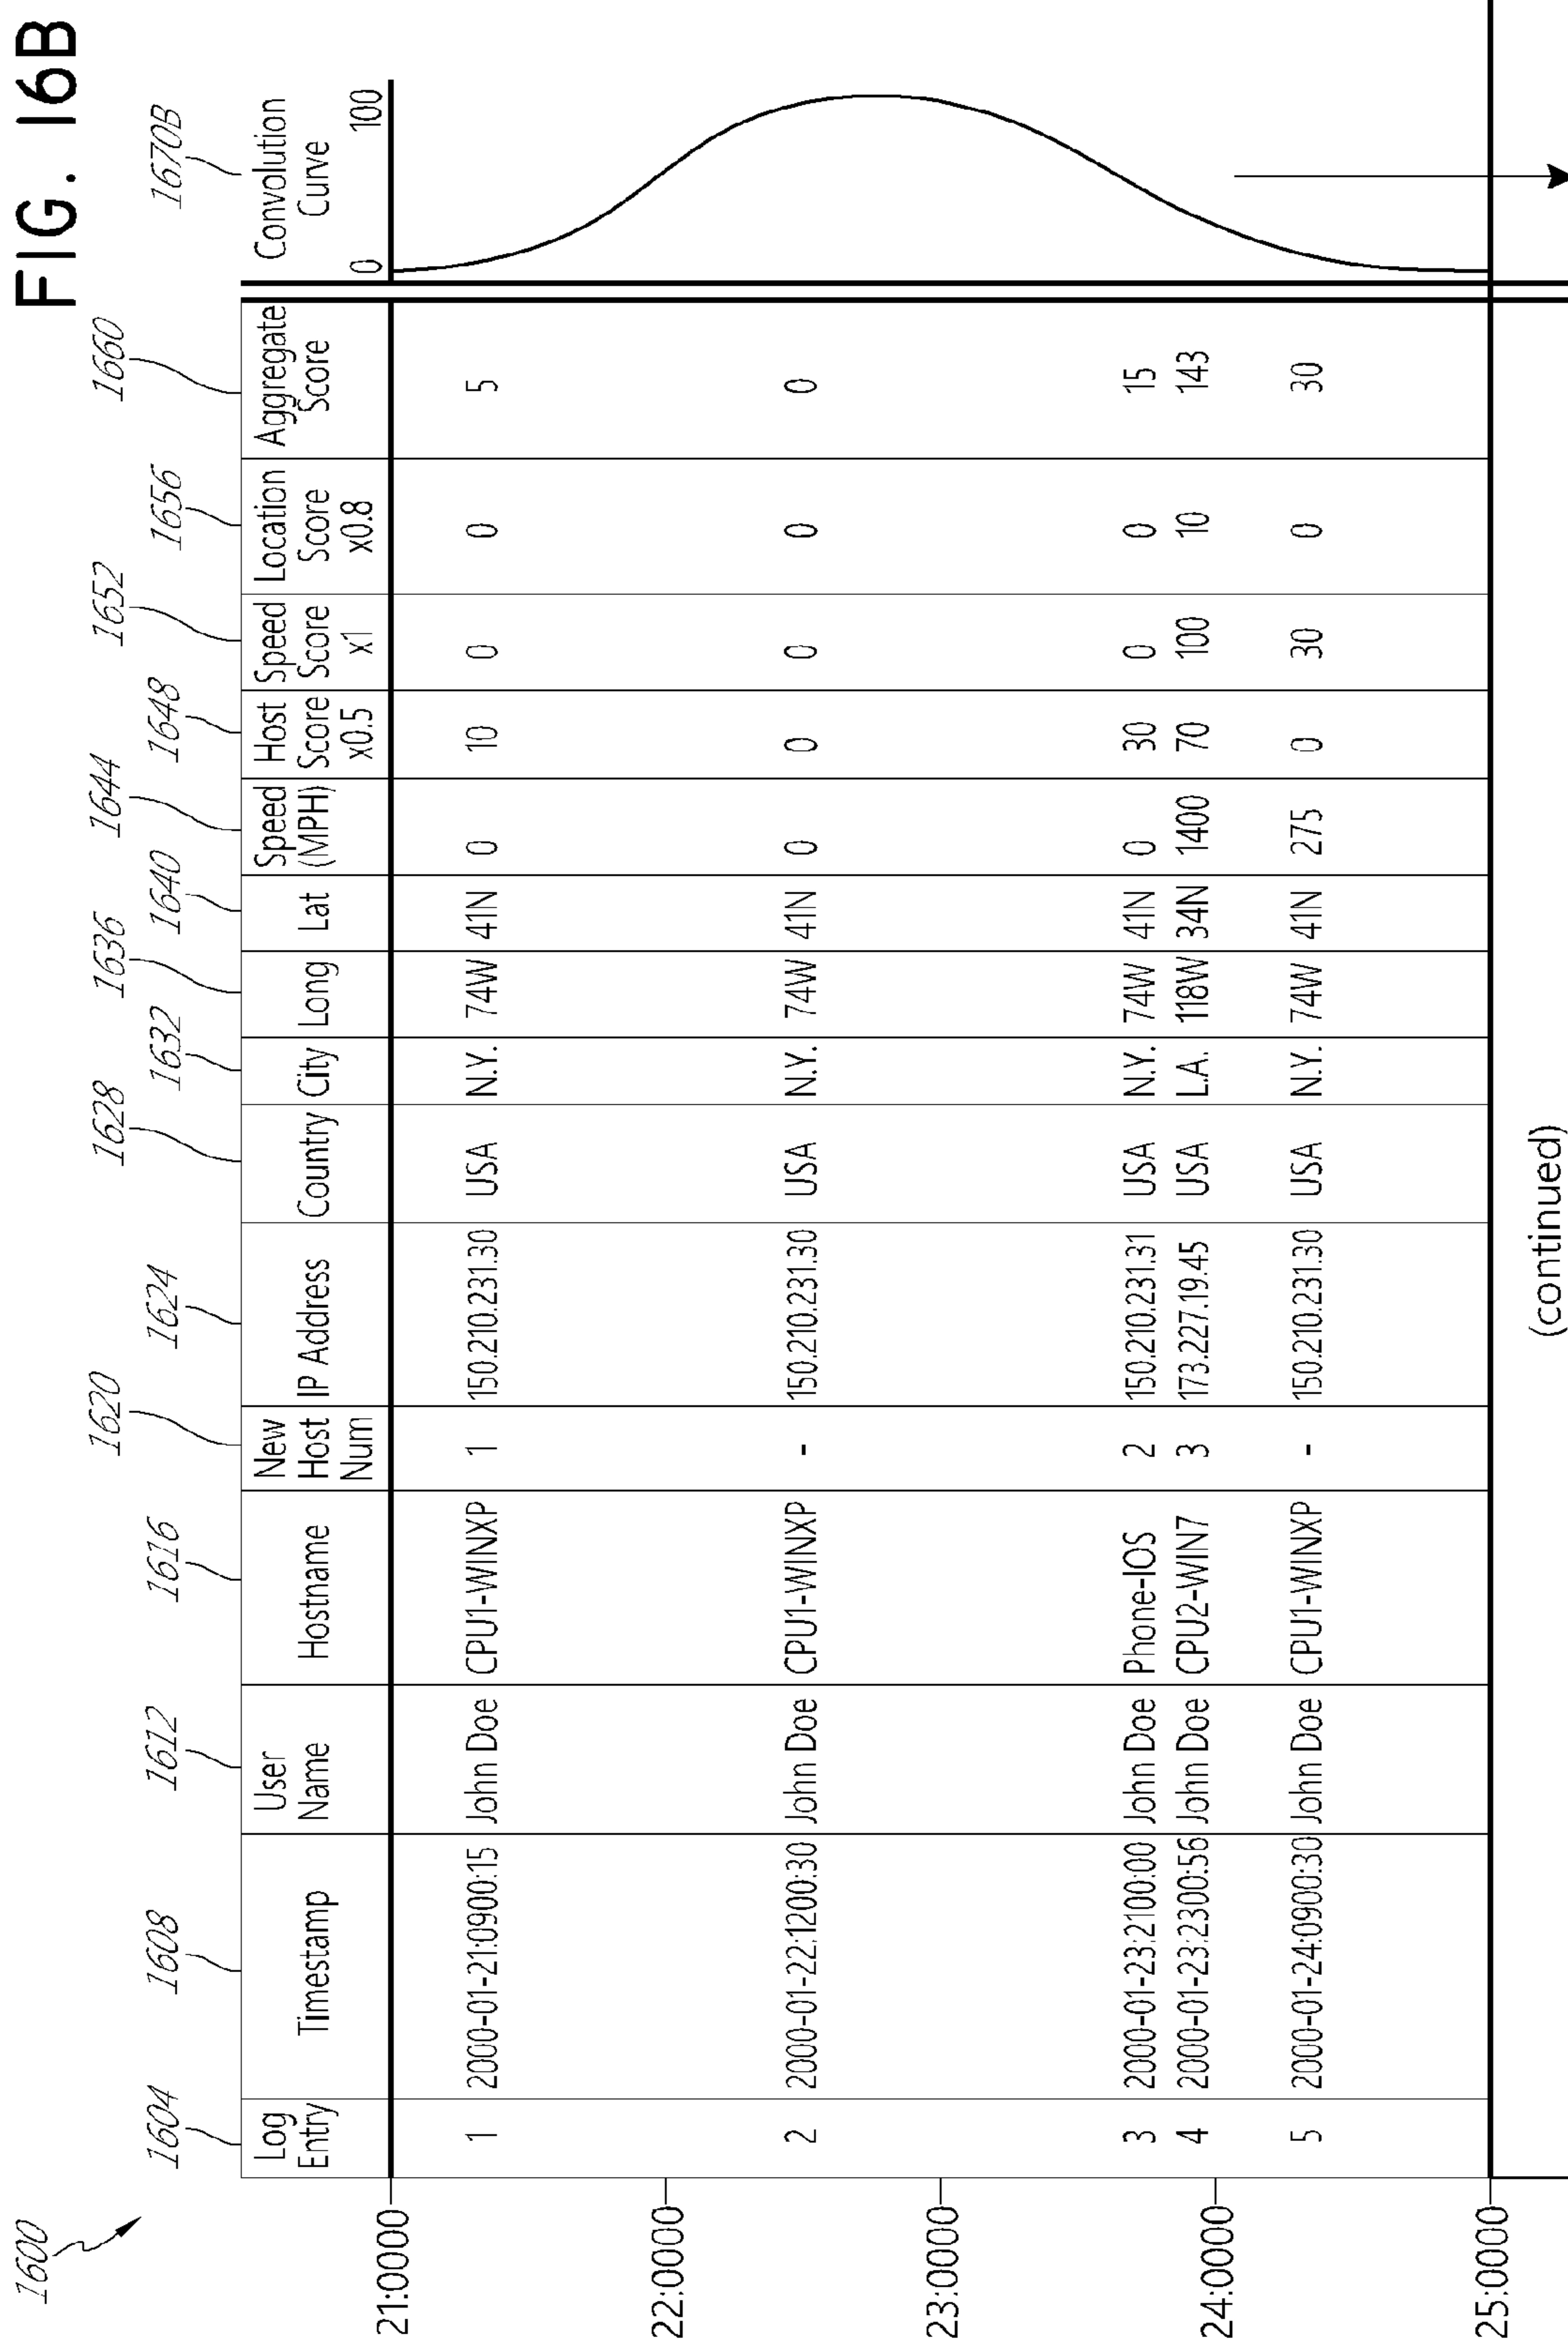 FIG. 16B
1600
1604
1608
1612
1616
1620
1624
1628
1632
1636
1640
1644
1648
1652
1656
1660
1670B
Log Entry Timestamp User Name Hostname New Host Num IP Address Country City Long Lat Speed (MPH) Host Score x0.5 Speed Score x1 Location Score x0.8 Aggregate Score Convolution Curve
0 100
21:0000
1 2000-01-21:0900:15 John Doe CPU1-WINXP 1 150.210.231.30 USA N.Y. 74W 41N 0 10 0 0 5
22:0000
2 2000-01-22:1200:30 John Doe CPU1-WINXP - 150.210.231.30 USA N.Y. 74W 41N 0 0 0 0 0
23:0000
3 2000-01-23:2100:00 John Doe Phone-IOS 2 150.210.231.31 USA N.Y. 74W 41N 0 30 0 0 15
4 2000-01-23:2300:56 John Doe CPU2-WIN7 3 173.227.19.45 USA L.A. 118W 34N 1400 70 100 10 143
24:0000
5 2000-01-24:0900:30 John Doe CPU1-WINXP - 150.210.231.30 USA N.Y. 74W 41N 275 0 30 0 30
25:0000
(continued)